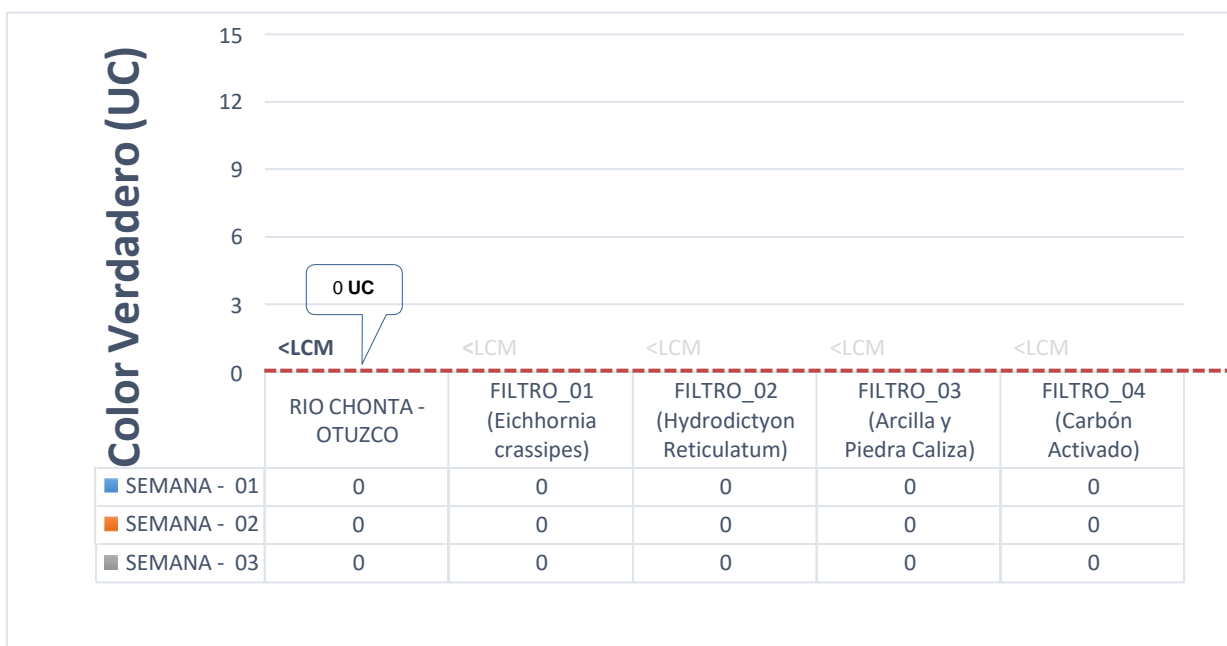 Color Verdadero (UC)
15
12
9
6
3
0
0 UC
<LCM <LCM <LCM <LCM <LCM
RIO CHONTA -
OTUZCO
FILTRO_01
(Eichhornia
crassipes)
FILTRO_02
(Hydrodictyon
Reticulatum)
FILTRO_03
(Arcilla y
Piedra Caliza)
FILTRO_04
(Carbón
Activado)
SEMANA - 01 0 0 0 0 0
SEMANA - 02 0 0 0 0 0
SEMANA - 03 0 0 0 0 0